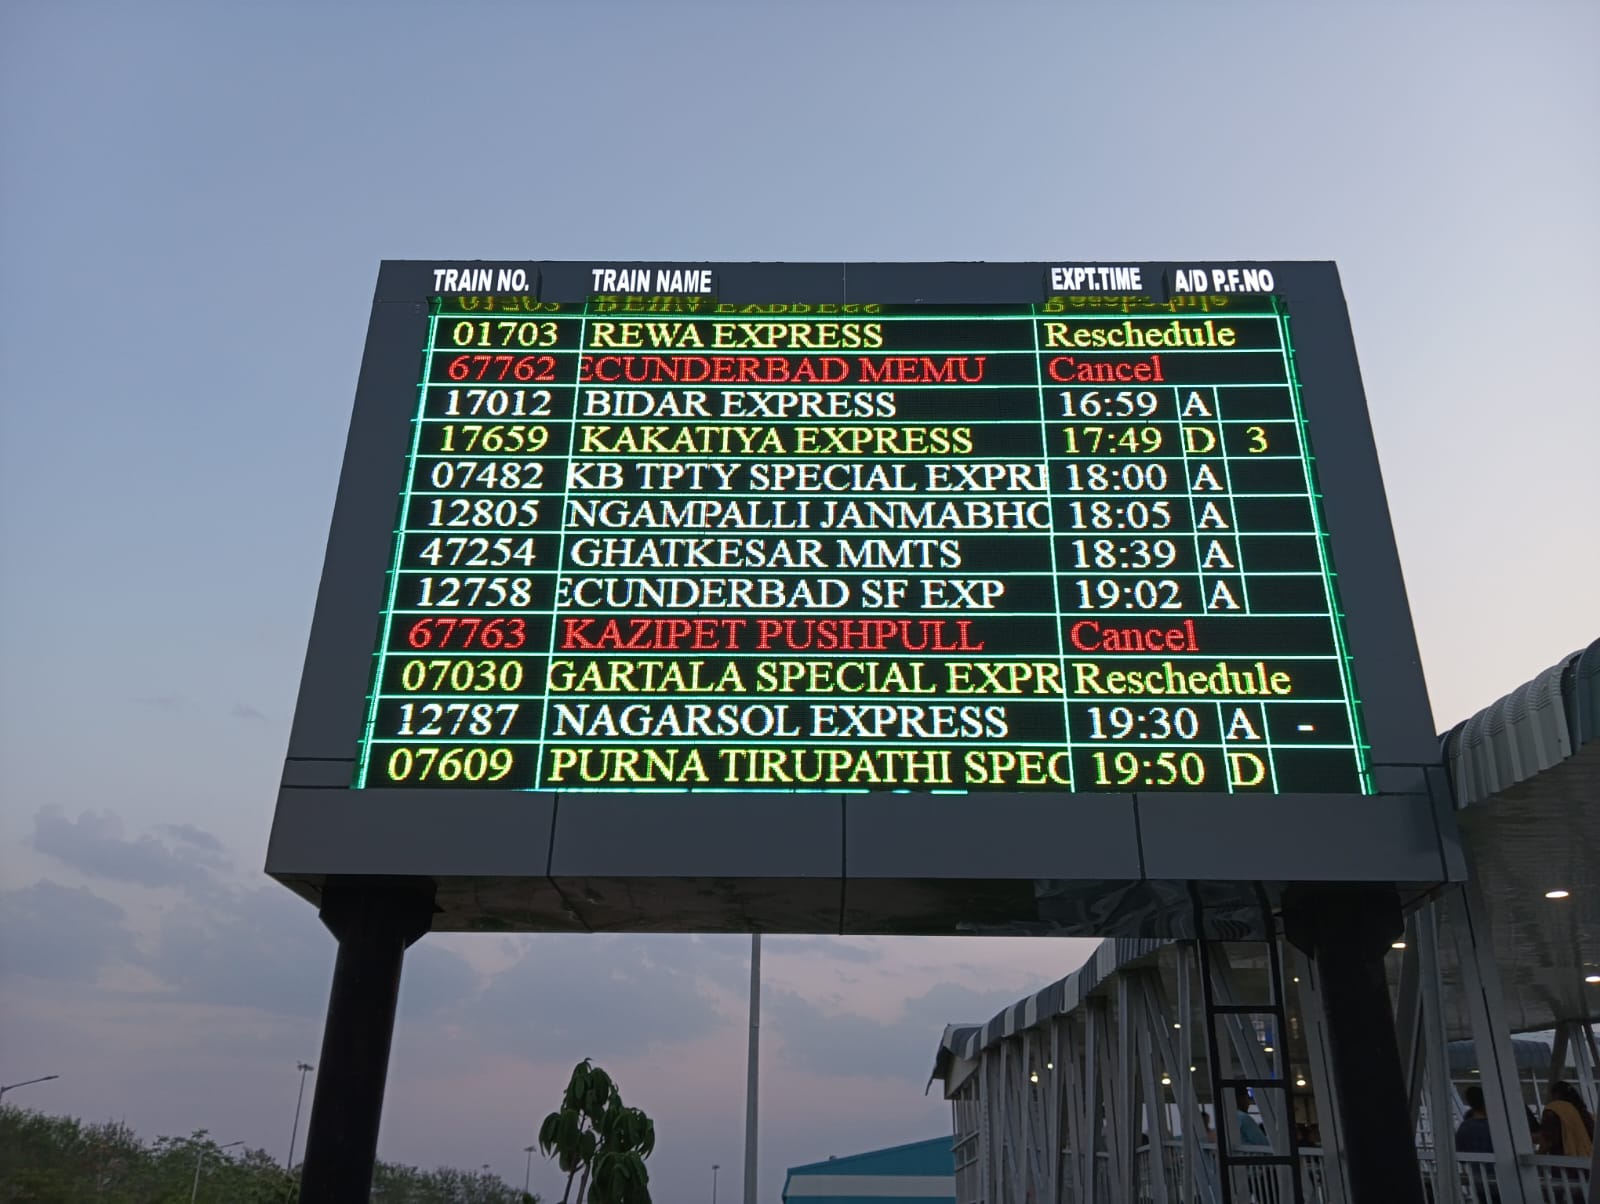 TRAIN NO. TRAIN NAME EXPT.TIME A/D P.F.NO
01703 REWA EXPRESS Reschedule
67762 ECUNDERBAD MEMU Cancel
17012 BIDAR EXPRESS 16:59 A
17659 KAKATIYA EXPRESS 17:49 D 3
07482 KB TPTY SPECIAL EXPRE 18:00 A
12805 NGAMPALLI JANMABHO 18:05 A
47254 GHATKESAR MMTS 18:39 A
12758 ECUNDERBAD SF EXP 19:02 A
67763 KAZIPET PUSHPULL Cancel
07030 GARTALA SPECIAL EXPR Reschedule
12787 NAGARSOL EXPRESS 19:30 A -
07609 PURNA TIRUPATHI SPEC 19:50 D